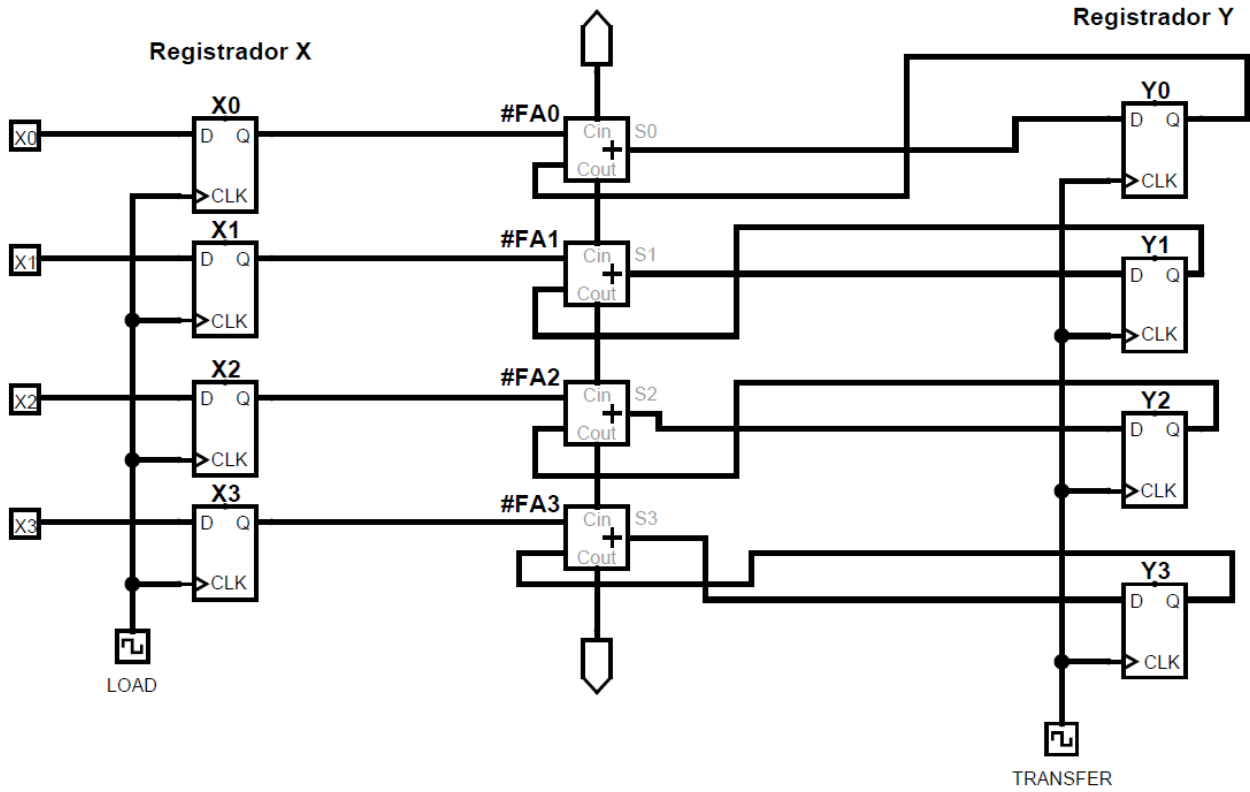 Registrador X
Registrador Y
X0
X0
D Q
CLK
#FA0
Cin
Cout
S0
Y0
D Q
CLK
X1
X1
D Q
CLK
#FA1
Cin
Cout
S1
Y1
D Q
CLK
X2
X2
D Q
CLK
#FA2
Cin
Cout
S2
Y2
D Q
CLK
X3
X3
D Q
CLK
#FA3
Cin
Cout
S3
Y3
D Q
CLK
LOAD
TRANSFER